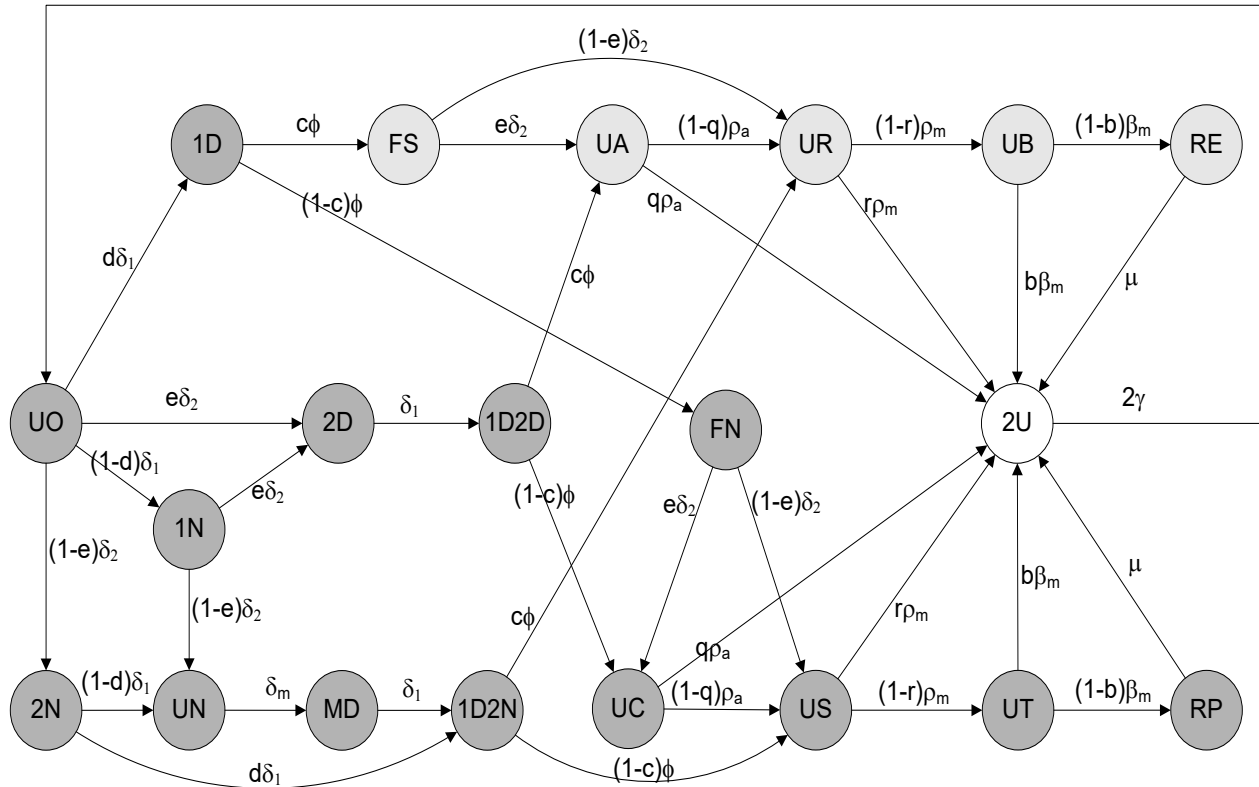 (1-e)δ₂
1D
cϕ
FS
eδ₂
UA
(1-q)ρₐ
UR
(1-r)ρₘ
UB
(1-b)βₘ
RE
(1-c)ϕ
qρₐ
rρₘ
dδ₁
cϕ
bβₘ
μ
UO
eδ₂
2D
δ₁
1D2D
FN
2U
2γ
(1-d)δ₁
eδ₂
(1-c)ϕ
eδ₂
(1-e)δ₂
1N
(1-e)δ₂
(1-e)δ₂
cϕ
qρₐ
rρₘ
bβₘ
μ
2N
(1-d)δ₁
UN
δₘ
MD
δ₁
1D2N
UC
(1-q)ρₐ
US
(1-r)ρₘ
UT
(1-b)βₘ
RP
dδ₁
(1-c)ϕ